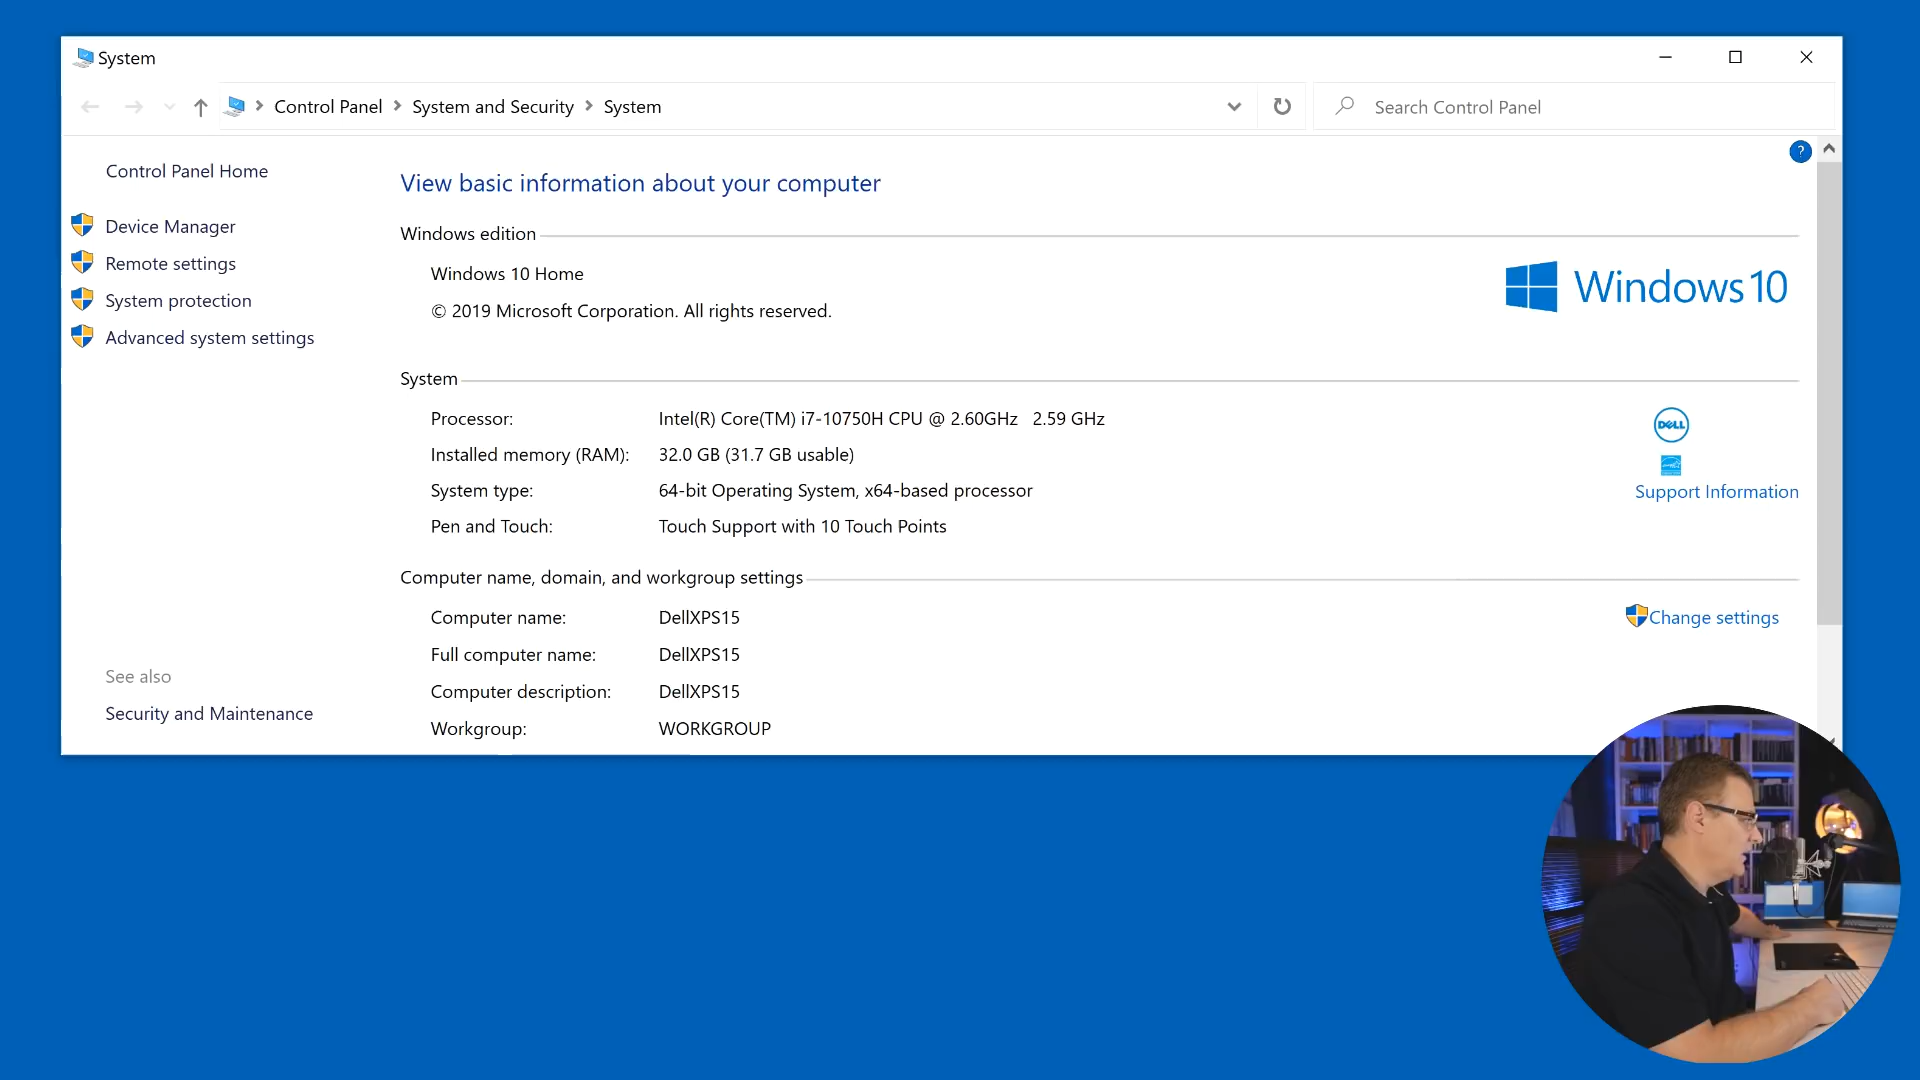 System
Control Panel System and Security System
Search Control Panel
?
Control Panel Home
Device Manager
Remote settings
System protection
Advanced system settings
See also
Security and Maintenance
View basic information about your computer
Windows edition
Windows 10 Home
© 2019 Microsoft Corporation. All rights reserved.
Windows 10
System
Processor: Intel(R) Core(TM) i7-10750H CPU @ 2.60GHz 2.59 GHz
Installed memory (RAM): 32.0 GB (31.7 GB usable)
System type: 64-bit Operating System, x64-based processor
Pen and Touch: Touch Support with 10 Touch Points
DELL
Support Information
Computer name, domain, and workgroup settings
Computer name: DellXPS15
Change settings
Full computer name: DellXPS15
Computer description: DellXPS15
Workgroup: WORKGROUP